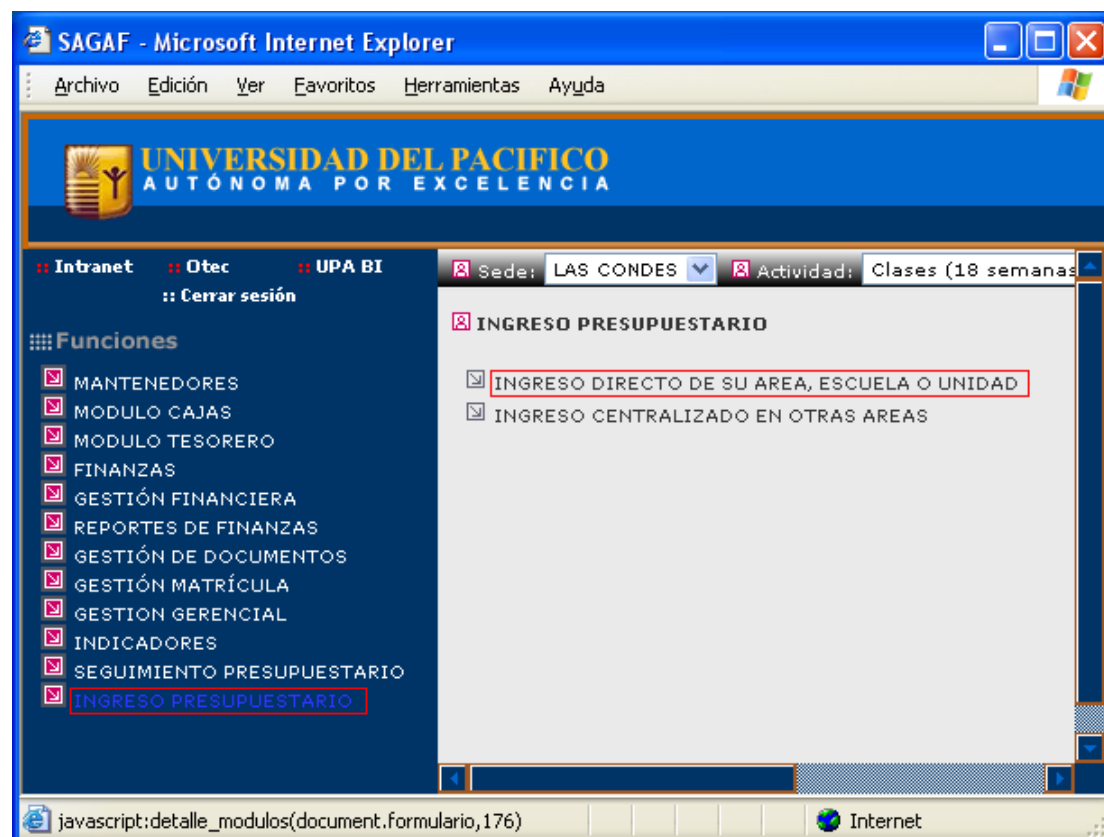 SAGAF - Microsoft Internet Explorer
Archivo Edición Ver Favoritos Herramientas Ayuda
UNIVERSIDAD DEL PACIFICO
AUTÓNOMA POR EXCELENCIA
:: Intranet :: Otec :: UPA BI
:: Cerrar sesión
Sede: LAS CONDES Actividad: Clases (18 semanas
Funciones
MANTENEDORES
MODULO CAJAS
MODULO TESORERO
FINANZAS
GESTIÓN FINANCIERA
REPORTES DE FINANZAS
GESTIÓN DE DOCUMENTOS
GESTIÓN MATRÍCULA
GESTION GERENCIAL
INDICADORES
SEGUIMIENTO PRESUPUESTARIO
INGRESO PRESUPUESTARIO
INGRESO PRESUPUESTARIO
INGRESO DIRECTO DE SU AREA, ESCUELA O UNIDAD
INGRESO CENTRALIZADO EN OTRAS AREAS
javascript:detalle_modulos(document.formulario,176) Internet